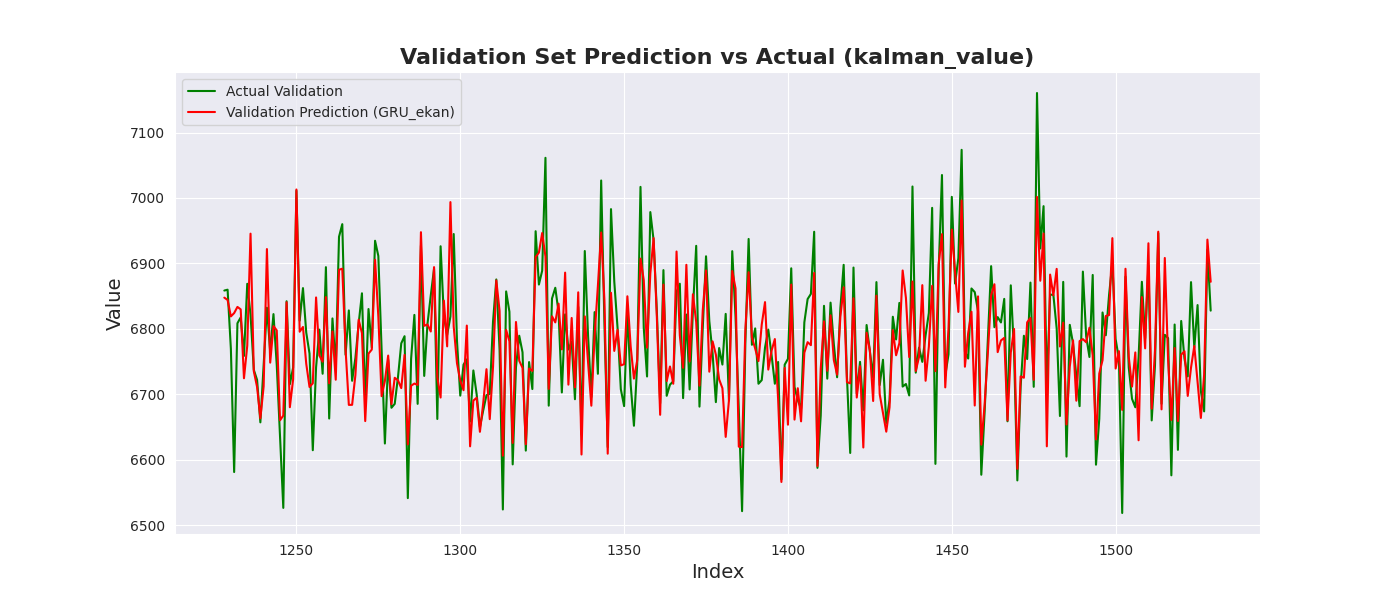 Validation Set Prediction vs Actual (kalman_value)
Actual Validation
Validation Prediction (GRU_ekan)
Value
7100
7000
6900
6800
6700
6600
6500
1250 1300 1350 1400 1450 1500
Index